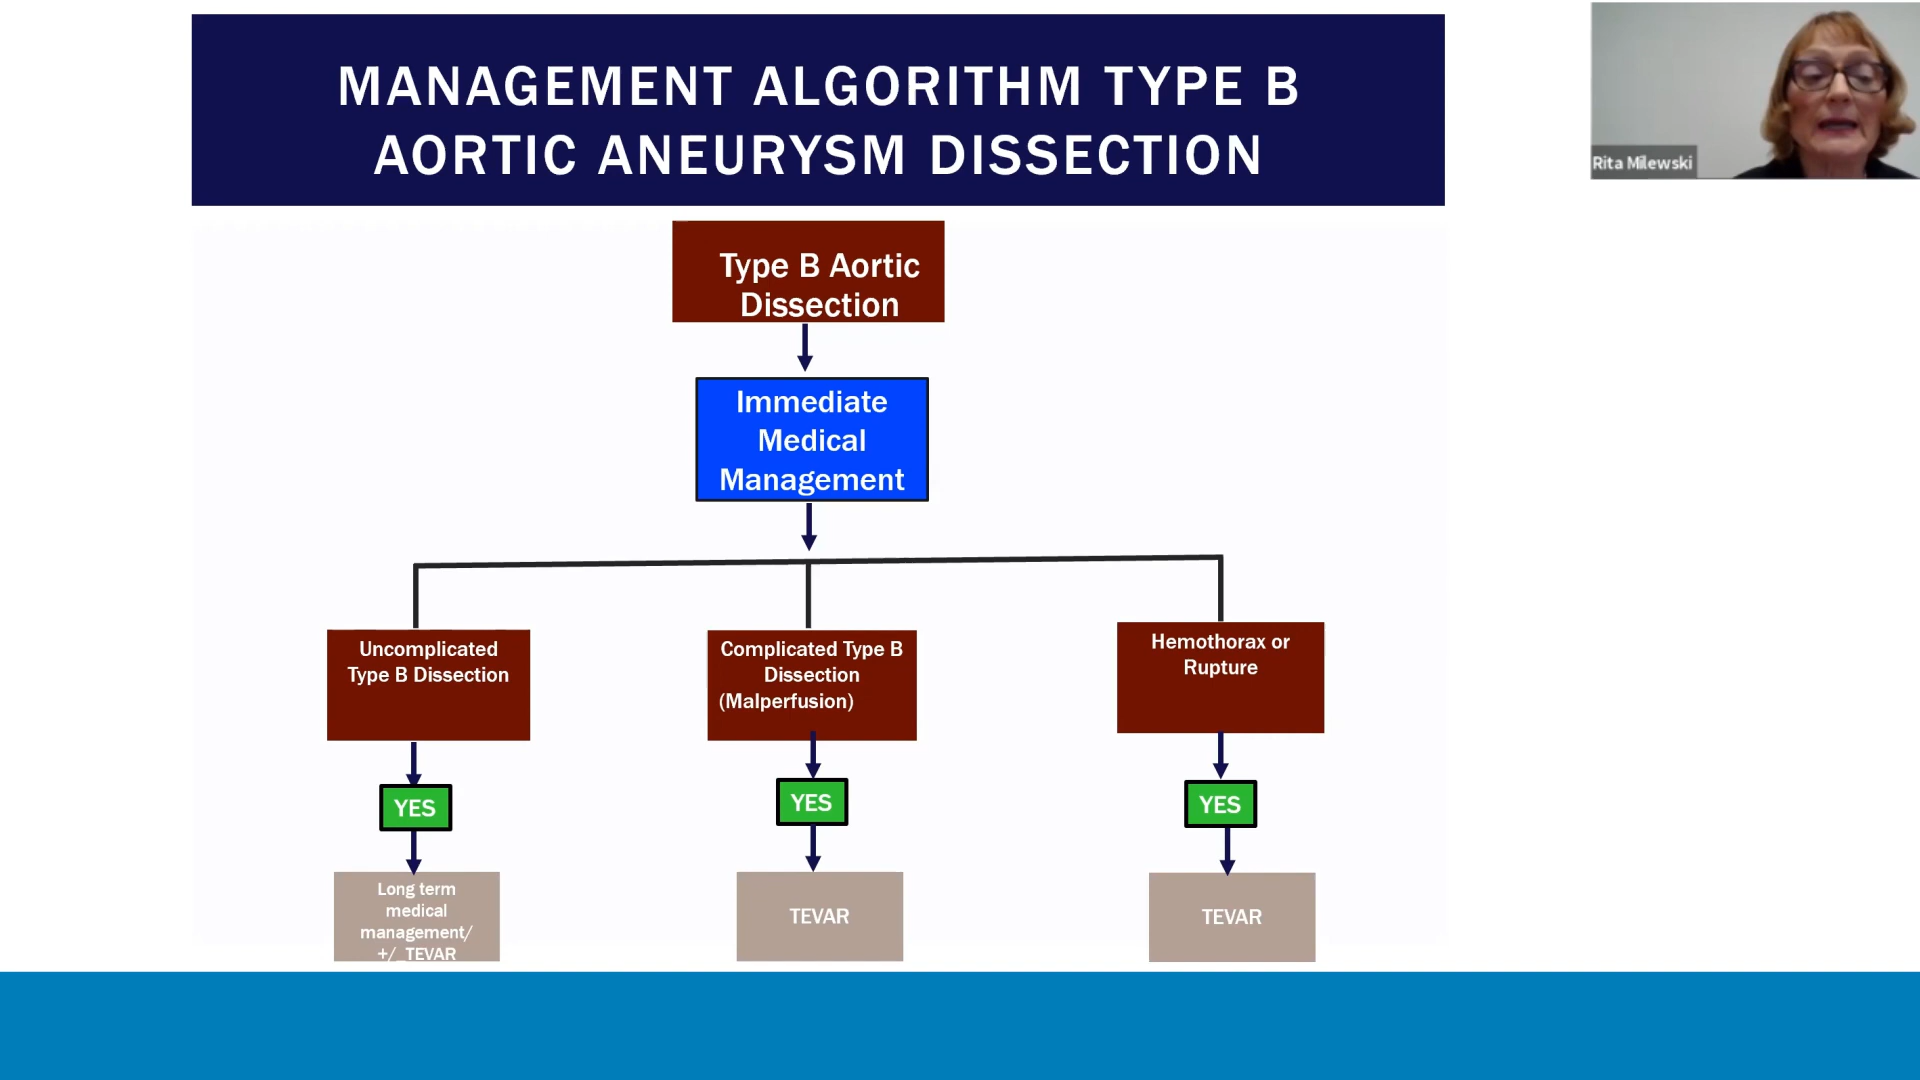 MANAGEMENT ALGORITHM TYPE B
AORTIC ANEURYSM DISSECTION
Rita Milewski
Type B Aortic
Dissection
Immediate
Medical
Management
Uncomplicated
Type B Dissection
Complicated Type B
Dissection
(Malperfusion)
Hemothorax or
Rupture
YES
YES
YES
Long term
medical
management/
+/_TEVAR
TEVAR
TEVAR